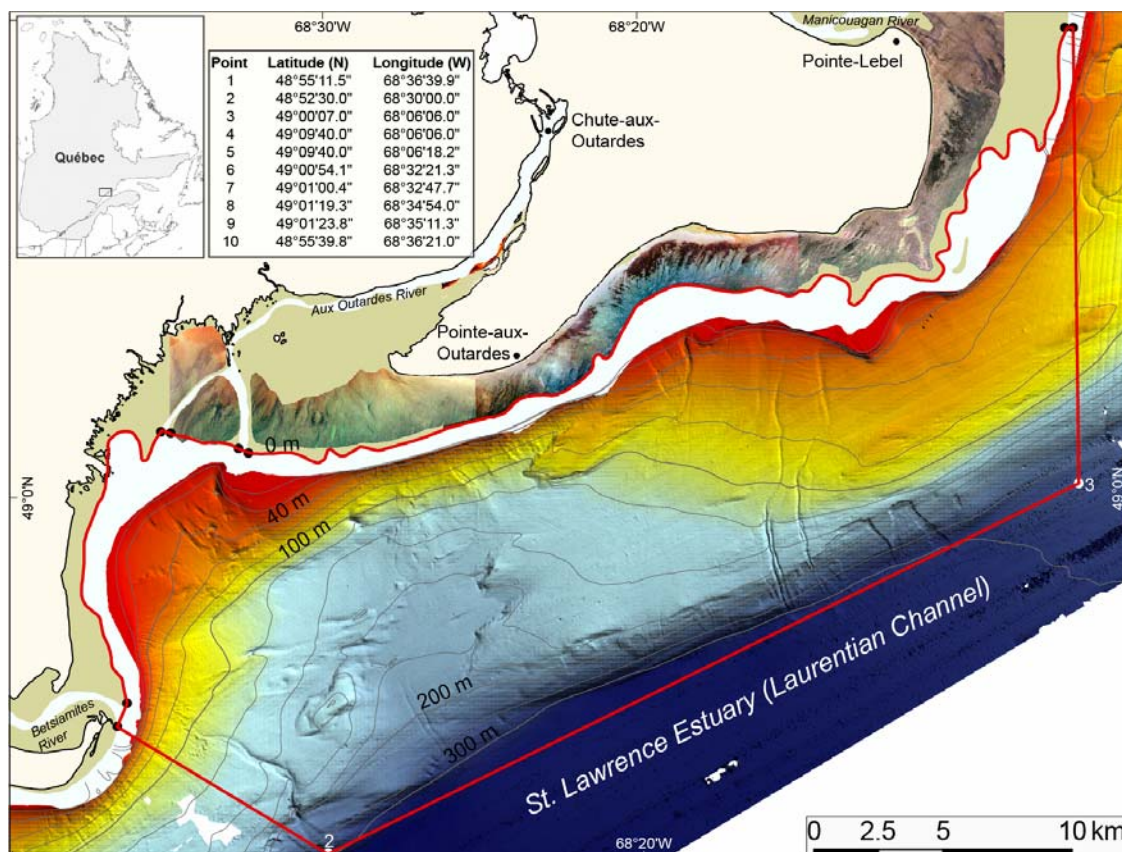 68°30'W
68°20'W
Manicouagan River
Pointe-Lebel
Québec
Point Latitude (N) Longitude (W)
1 48°55'11.5" 68°36'39.9"
2 48°52'30.0" 68°30'00.0"
3 49°00'07.0" 68°06'06.0"
4 49°09'40.0" 68°06'06.0"
5 49°09'40.0" 68°06'18.2"
6 49°00'54.1" 68°32'21.3"
7 49°01'00.4" 68°32'47.7"
8 49°01'19.3" 68°34'54.0"
9 49°01'23.8" 68°35'11.3"
10 48°55'39.8" 68°36'21.0"
Chute-aux-
Outardes
Aux Outardes River
Pointe-aux-
Outardes
0 m
49°0'N
40 m
100 m
3
49°0'N
200 m
300 m
St. Lawrence Estuary (Laurentian Channel)
Betsiamites
River
2
68°20'W
0 2.5 5 10 km